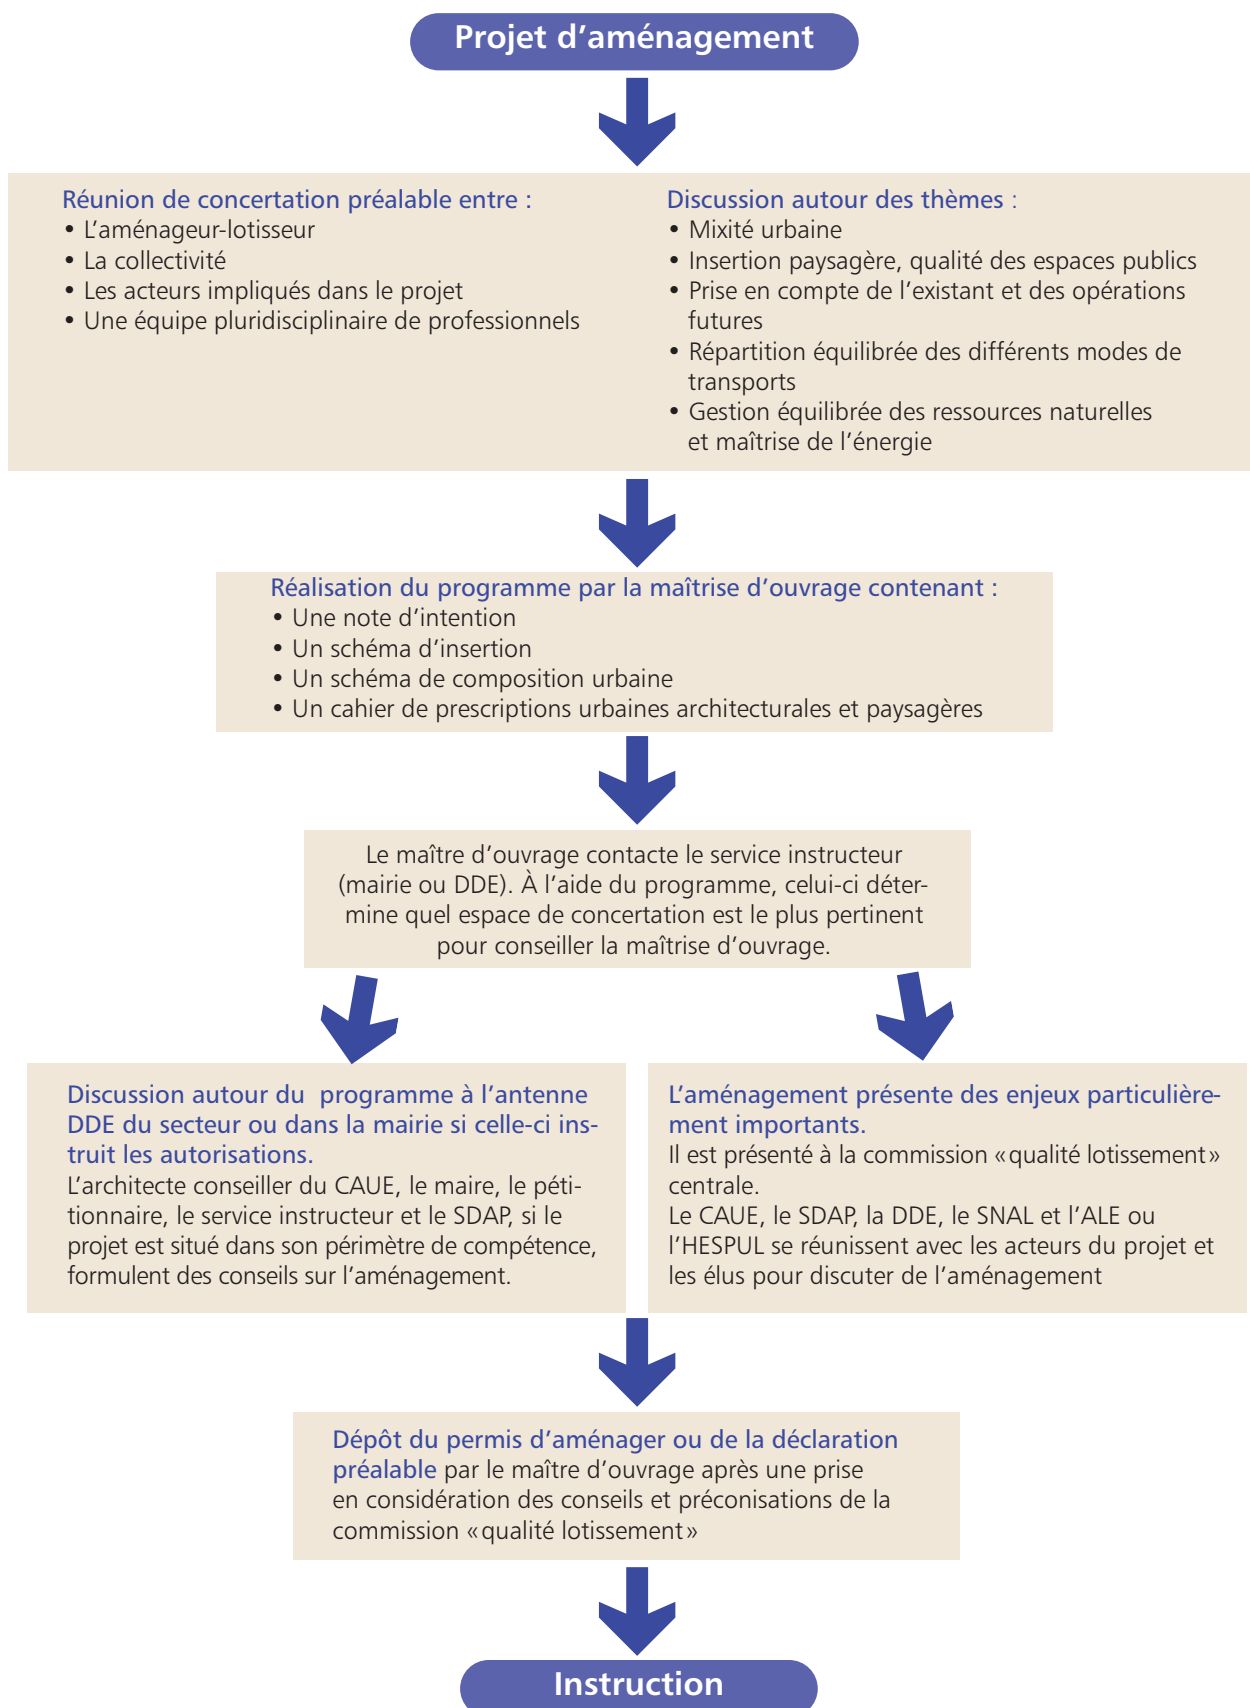 Projet d’aménagement
Réunion de concertation préalable entre :
• L’aménageur-lotisseur
• La collectivité
• Les acteurs impliqués dans le projet
• Une équipe pluridisciplinaire de professionnels
Discussion autour des thèmes :
• Mixité urbaine
• Insertion paysagère, qualité des espaces publics
• Prise en compte de l’existant et des opérations
futures
• Répartition équilibrée des différents modes de
transports
• Gestion équilibrée des ressources naturelles
et maîtrise de l’énergie
Réalisation du programme par la maîtrise d’ouvrage contenant :
• Une note d’intention
• Un schéma d’insertion
• Un schéma de composition urbaine
• Un cahier de prescriptions urbaines architecturales et paysagères
Le maître d’ouvrage contacte le service instructeur
(mairie ou DDE). À l’aide du programme, celui-ci déter-
mine quel espace de concertation est le plus pertinent
pour conseiller la maîtrise d’ouvrage.
Discussion autour du programme à l’antenne
DDE du secteur ou dans la mairie si celle-ci ins-
truit les autorisations.
L’architecte conseiller du CAUE, le maire, le péti-
tionnaire, le service instructeur et le SDAP, si le
projet est situé dans son périmètre de compétence,
formulent des conseils sur l’aménagement.
L’aménagement présente des enjeux particulière-
ment importants.
Il est présenté à la commission «qualité lotissement»
centrale.
Le CAUE, le SDAP, la DDE, le SNAL et l’ALE ou
l’HESPUL se réunissent avec les acteurs du projet et
les élus pour discuter de l’aménagement
Dépôt du permis d’aménager ou de la déclaration
préalable par le maître d’ouvrage après une prise
en considération des conseils et préconisations de la
commission «qualité lotissement»
Instruction